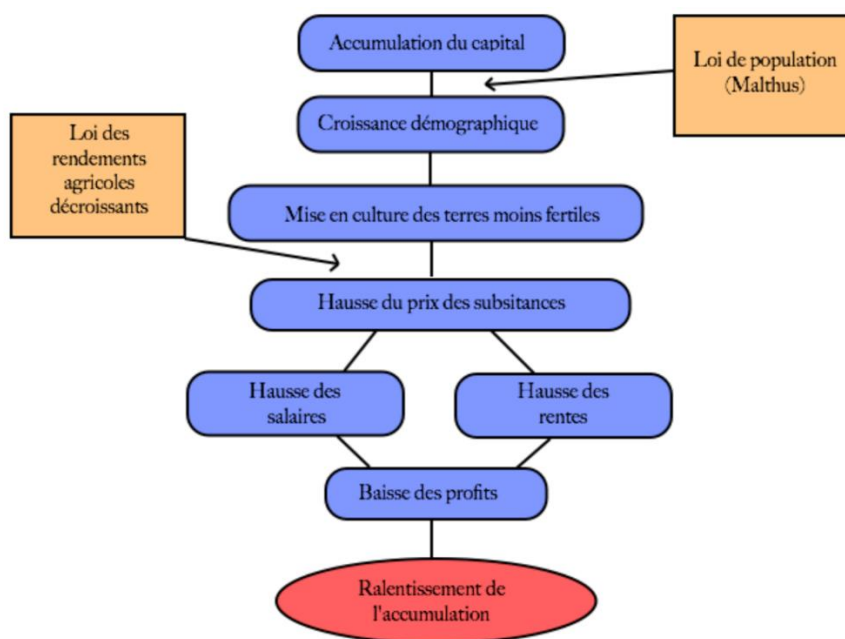 Accumulation du capital
Loi de population
(Malthus)
Croissance démographique
Loi des
rendements
agricoles
décroissants
Mise en culture des terres moins fertiles
Hausse du prix des subsitances
Hausse des
salaires
Hausse des
rentes
Baisse des profits
Ralentissement de
l'accumulation